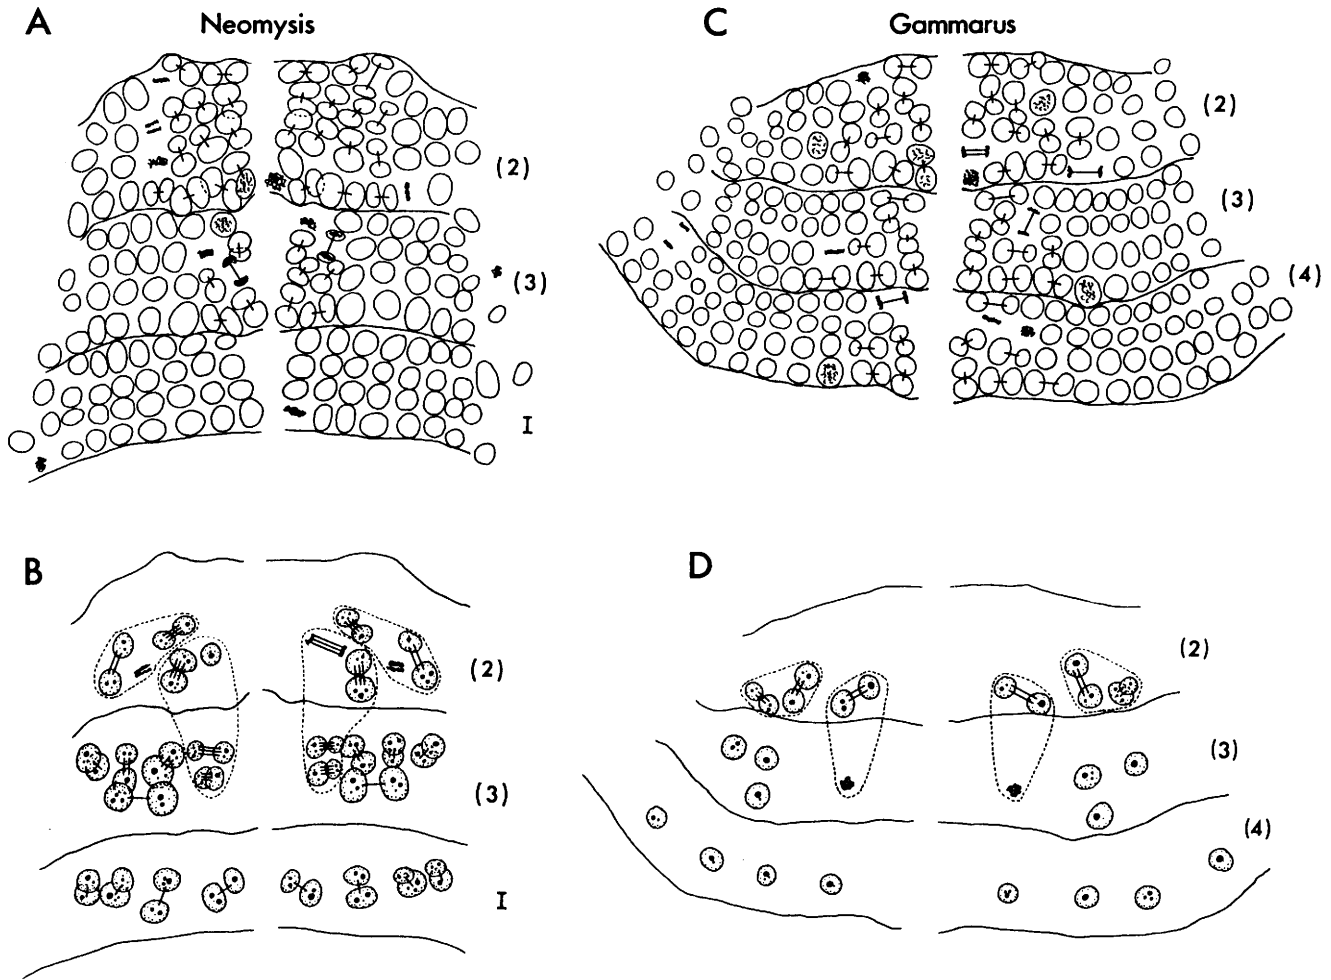 A
Neomysis
(2)
(3)
I
C
Gammarus
(2)
(3)
(4)
B
(2)
(3)
I
D
(2)
(3)
(4)